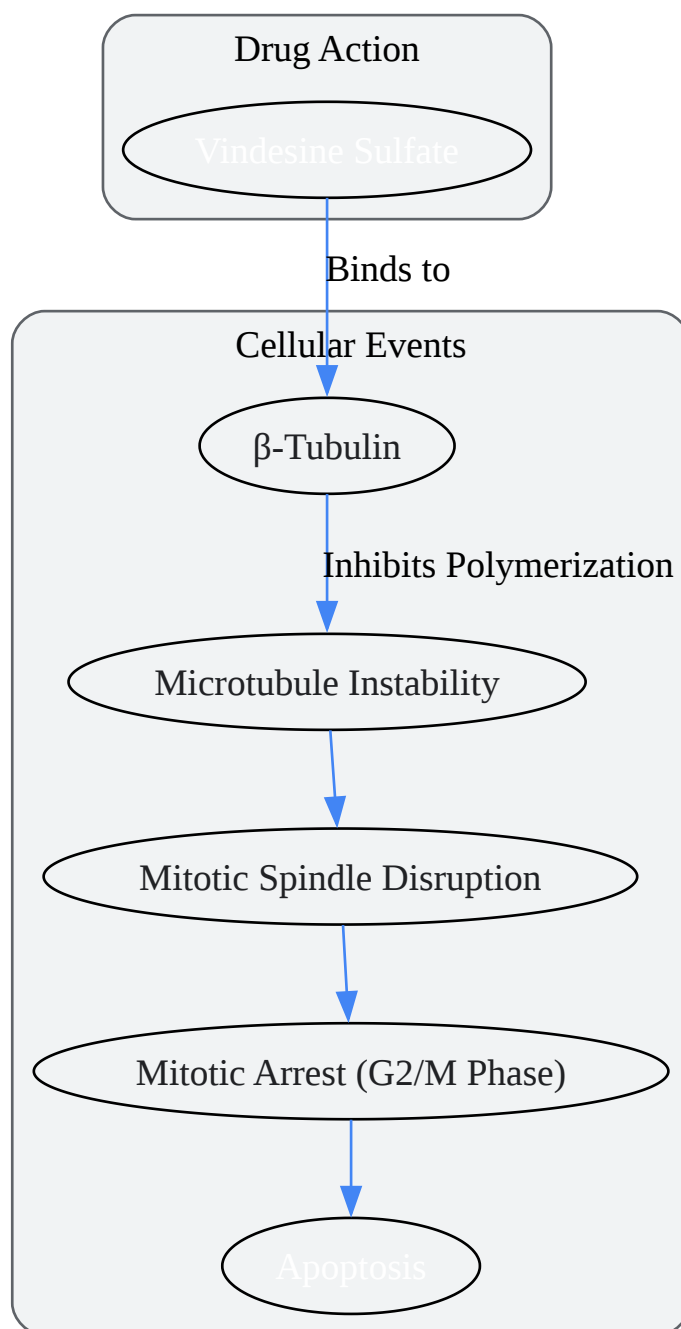 Drug Action
Vindesine Sulfate
Binds to
Cellular Events
β-Tubulin
Inhibits Polymerization
Microtubule Instability
Mitotic Spindle Disruption
Mitotic Arrest (G2/M Phase)
Apoptosis